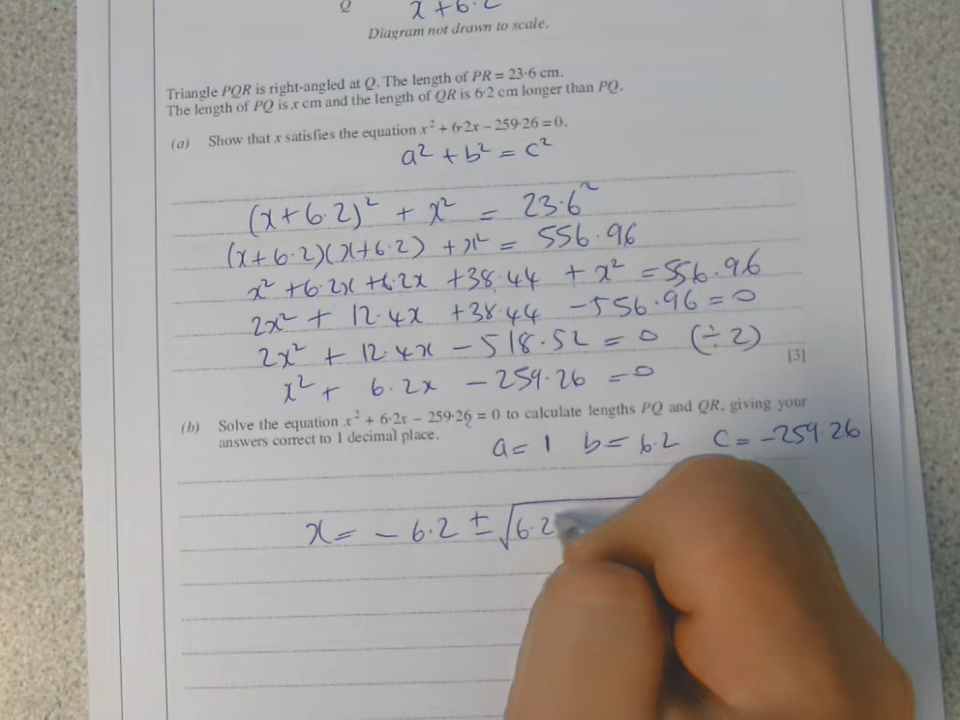 Q x + 6.2
Diagram not drawn to scale.
Triangle PQR is right-angled at Q. The length of PR = 23·6 cm.
The length of PQ is x cm and the length of QR is 6·2 cm longer than PQ.
(a) Show that x satisfies the equation x² + 6·2x − 259·26 = 0.
a² + b² = c²
(x + 6.2)² + x² = 23.6²
(x + 6.2)(x + 6.2) + x² = 556.96
x² + 6.2x + 6.2x + 38.44 + x² = 556.96
2x² + 12.4x + 38.44 − 556.96 = 0
2x² + 12.4x − 518.52 = 0 (÷ 2)
[3]
x² + 6.2x − 259.26 = 0
(b) Solve the equation x² + 6·2x − 259·26 = 0 to calculate lengths PQ and QR, giving your
answers correct to 1 decimal place.
a = 1 b = 6.2 c = −259.26
x = − 6.2 ± √6.2